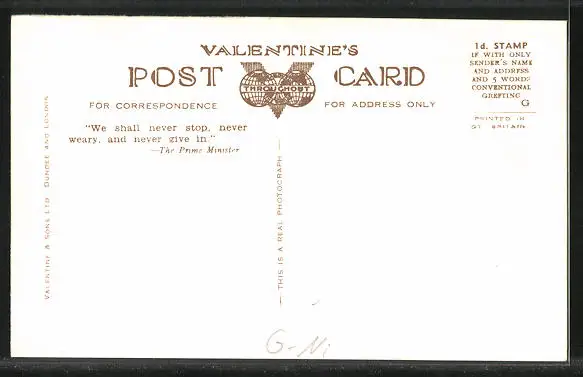 VALENTINE'S
POST CARD
THROUGHOUT
FOR CORRESPONDENCE
FOR ADDRESS ONLY
1d. STAMP
IF WITH ONLY
SENDER'S NAME
AND ADDRESS
AND 5 WORDS
CONVENTIONAL
GREETING
G
PRINTED IN
GT. BRITAIN
"We shall never stop, never
weary, and never give in."
—The Prime Minister
VALENTINE & SONS LTD. DUNDEE AND LONDON
— THIS IS A REAL PHOTOGRAPH —
G-Ni